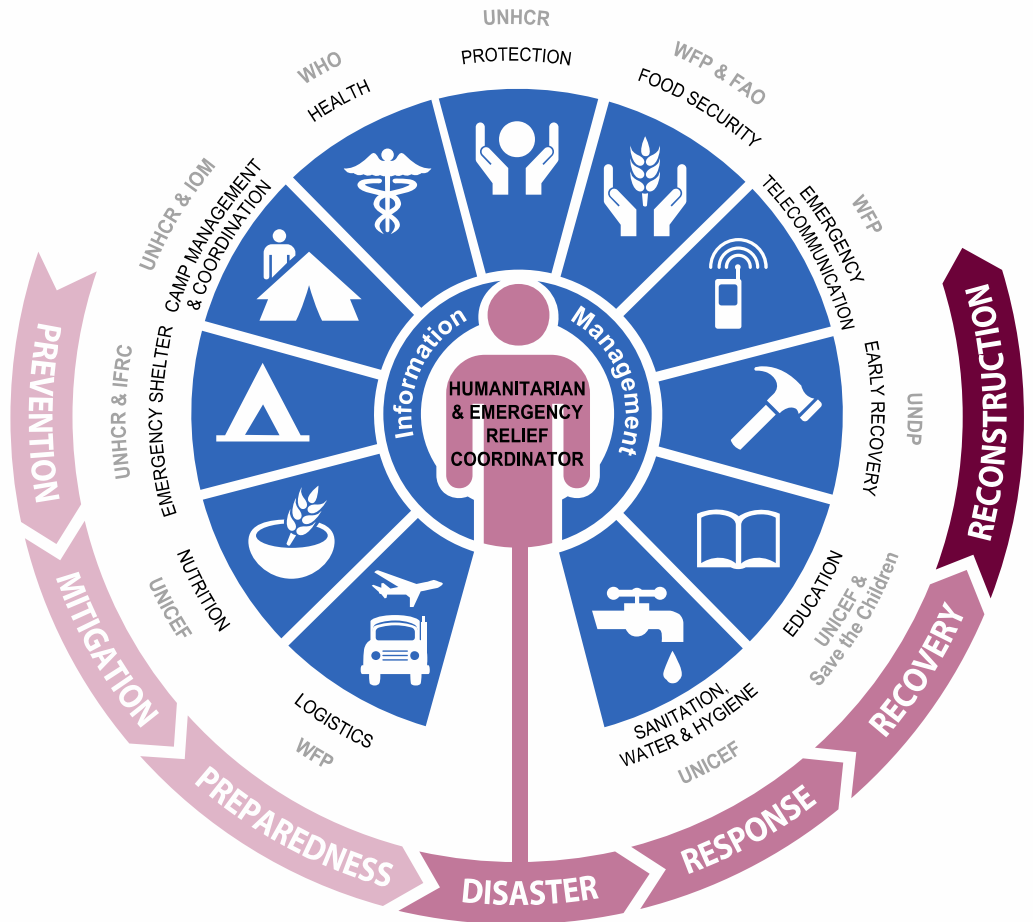 UNHCR
PROTECTION
WFP & FAO
FOOD SECURITY
WFP
EMERGENCY
TELECOMMUNICATION
UNDP
EARLY RECOVERY
EDUCATION
UNICEF &
Save the Children
SANITATION,
WATER & HYGIENE
UNICEF
LOGISTICS
WFP
NUTRITION
UNICEF
UNHCR & IFRC
EMERGENCY SHELTER
UNHCR & IOM
CAMP MANAGEMENT
& COORDINATION
WHO
HEALTH
Information
Management
HUMANITARIAN
& EMERGENCY
RELIEF
COORDINATOR
PREVENTION
MITIGATION
PREPAREDNESS
DISASTER
RESPONSE
RECOVERY
RECONSTRUCTION